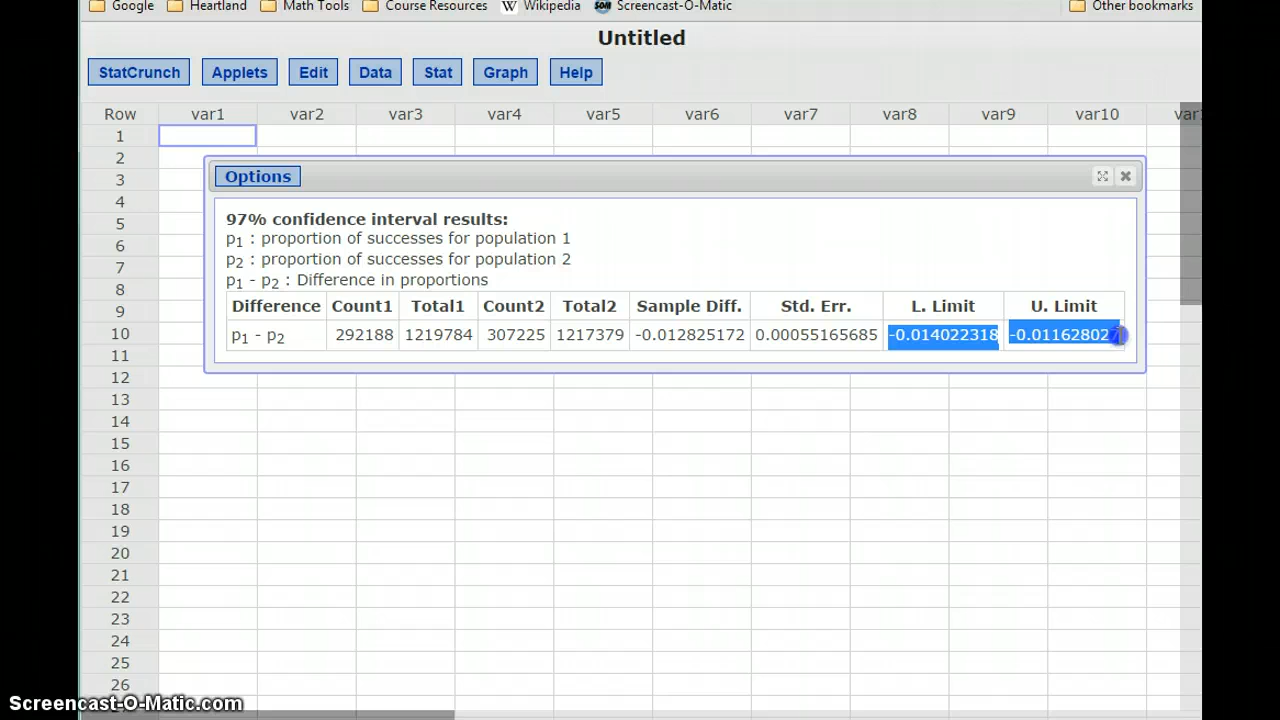 Google Heartland Math Tools Course Resources W Wikipedia SOM Screencast-O-Matic Other bookmarks
Untitled
StatCrunch Applets Edit Data Stat Graph Help
Row var1 var2 var3 var4 var5 var6 var7 var8 var9 var10 var
1
2
3
4
5
6
7
8
9
10
11
12
13
14
15
16
17
18
19
20
21
22
23
24
25
26
Options
97% confidence interval results:
p1 : proportion of successes for population 1
p2 : proportion of successes for population 2
p1 - p2 : Difference in proportions
Difference Count1 Total1 Count2 Total2 Sample Diff. Std. Err. L. Limit U. Limit
p1 - p2 292188 1219784 307225 1217379 -0.012825172 0.00055165685 -0.014022318
Screencast-O-Matic.com